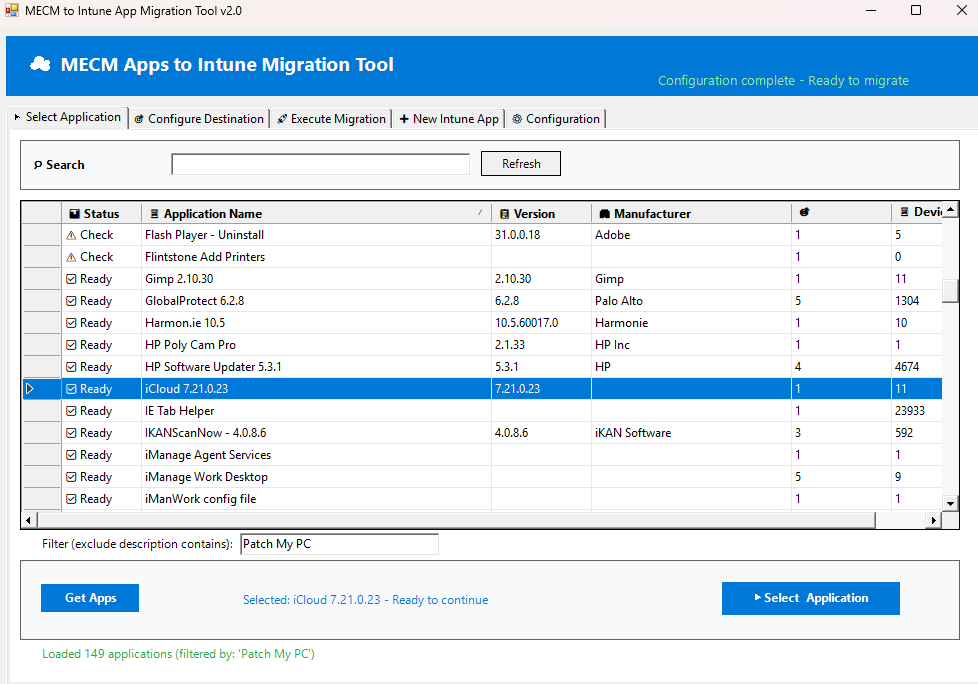 MECM to Intune App Migration Tool v2.0
MECM Apps to Intune Migration Tool
Configuration complete - Ready to migrate
Select Application Configure Destination Execute Migration New Intune App Configuration
Search Refresh
Status Application Name Version Manufacturer Devi
Check Flash Player - Uninstall 31.0.0.18 Adobe 1 5
Check Flintstone Add Printers 1 0
Ready Gimp 2.10.30 2.10.30 Gimp 1 11
Ready GlobalProtect 6.2.8 6.2.8 Palo Alto 5 1304
Ready Harmon.ie 10.5 10.5.60017.0 Harmonie 1 10
Ready HP Poly Cam Pro 2.1.33 HP Inc 1 1
Ready HP Software Updater 5.3.1 5.3.1 HP 4 4674
Ready iCloud 7.21.0.23 7.21.0.23 1 11
Ready IE Tab Helper 1 23933
Ready IKANScanNow - 4.0.8.6 4.0.8.6 iKAN Software 3 592
Ready iManage Agent Services 1 1
Ready iManage Work Desktop 5 9
Ready iManWork config file 1 1
Filter (exclude description contains): Patch My PC
Get Apps Selected: iCloud 7.21.0.23 - Ready to continue Select Application
Loaded 149 applications (filtered by: 'Patch My PC')